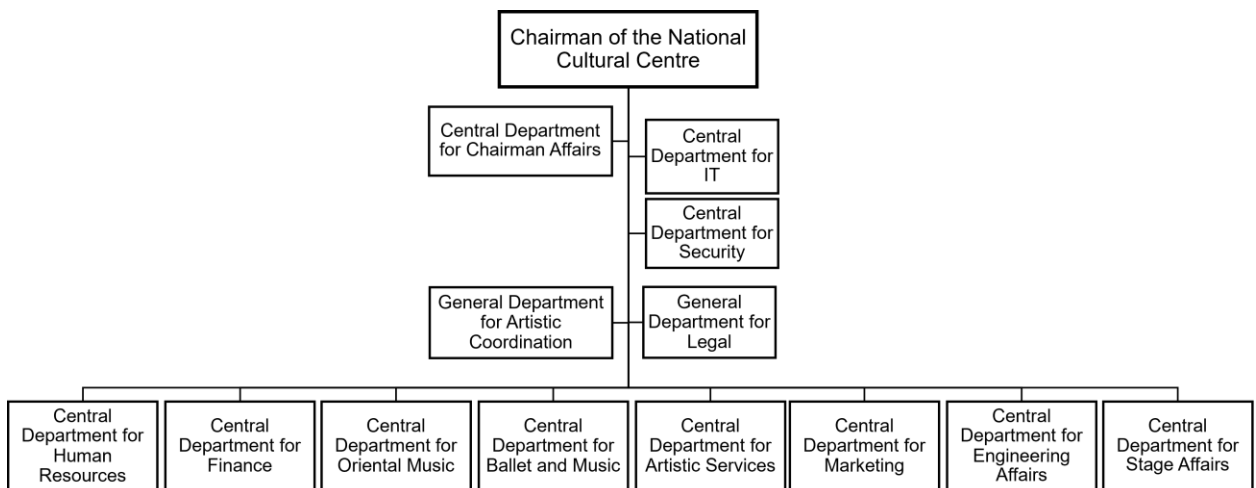 Chairman of the National
Cultural Centre
Central Department
for Chairman Affairs
Central
Department for
IT
Central
Department for
Security
General Department
for Artistic
Coordination
General
Department for
Legal
Central
Department for
Human
Resources
Central
Department for
Finance
Central
Department for
Oriental Music
Central
Department for
Ballet and Music
Central
Department for
Artistic Services
Central
Department for
Marketing
Central
Department for
Engineering
Affairs
Central
Department for
Stage Affairs